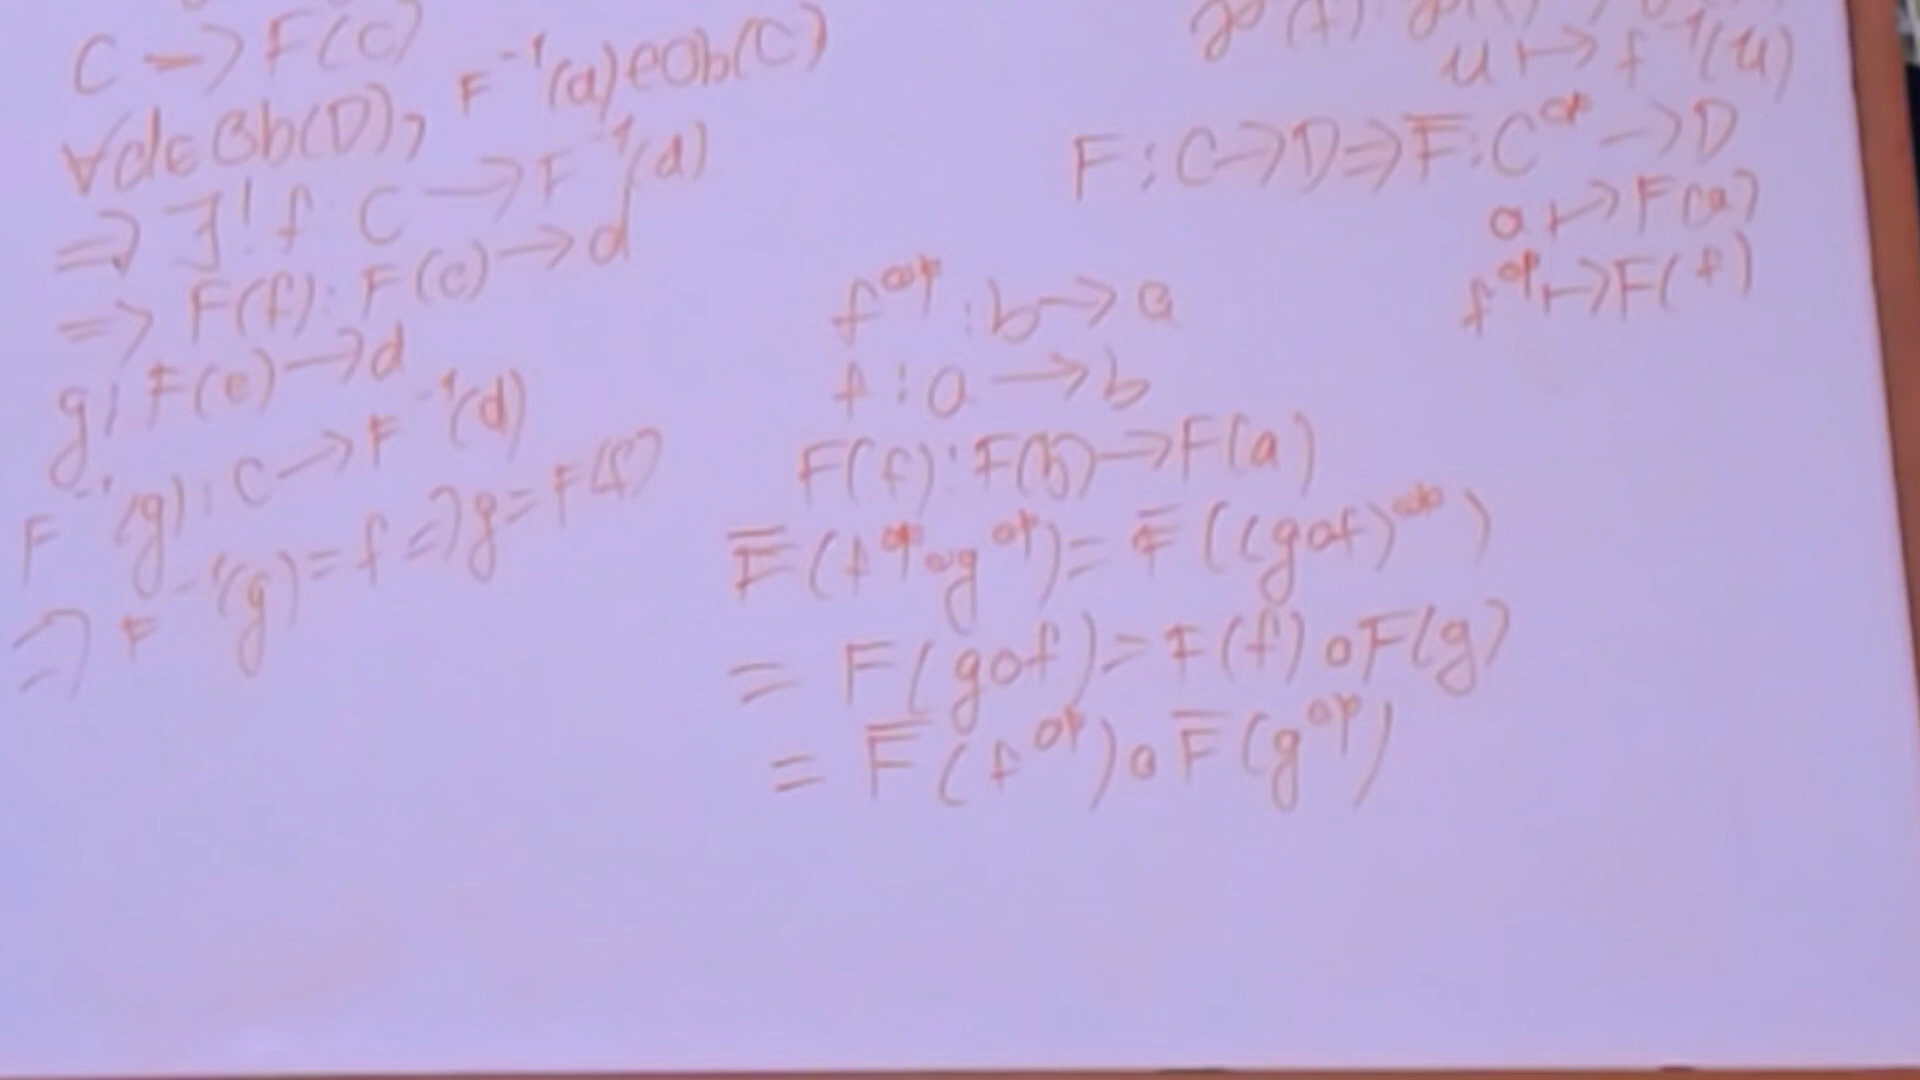 C → F(c)
∀d∈Ob(D), F⁻¹(d)∈Ob(C)
⇒ ∃! f C → F⁻¹(d)
⇒ F(f): F(c) → d
g: F(c) → d
F⁻¹(g): C → F⁻¹(d)
⇒ F⁻¹(g) = f ⇒ g = F(f)
u ↦ f⁻¹(u)
F: C → D ⇒ F̅: C^op → D
a ↦ F(a)
f^op ↦ F(f)
f^op: b → a
f: a → b
F(f): F(b) → F(a)
F̅(f^op ∘ g^op) = F̅((g∘f)^op)
= F(g∘f) = F(f) ∘ F(g)
= F̅(f^op) ∘ F̅(g^op)